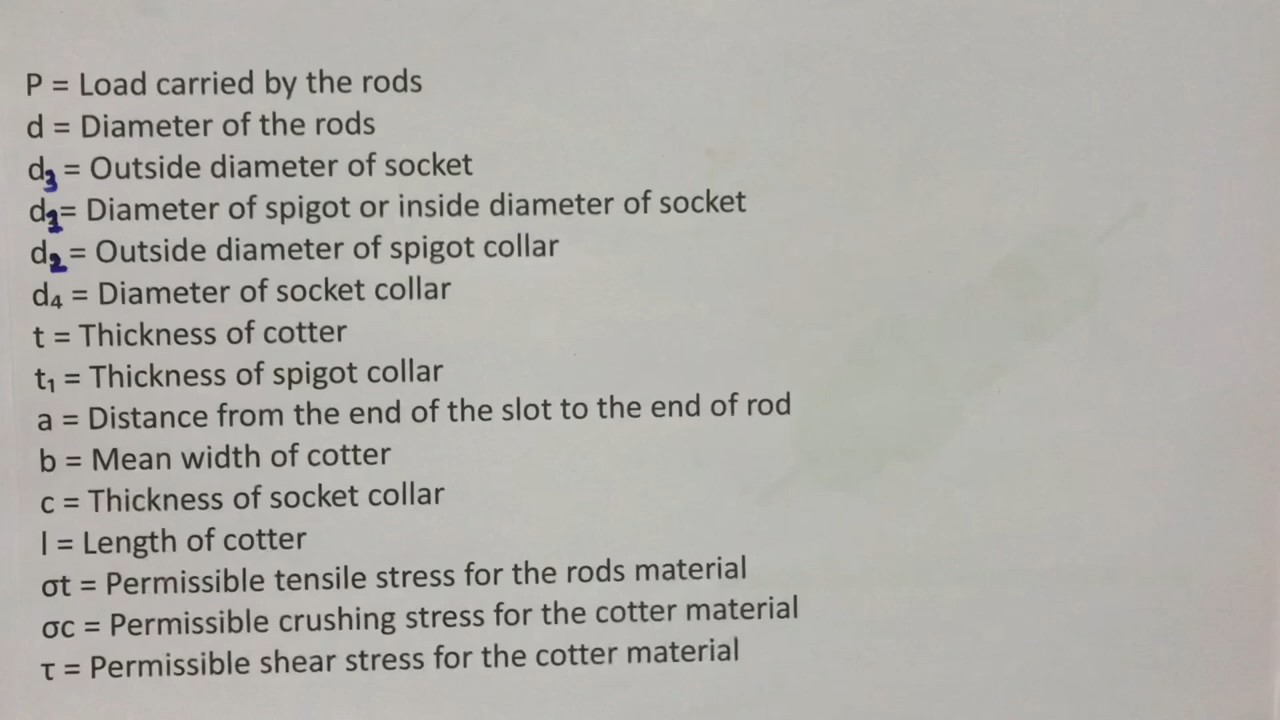 P = Load carried by the rods
d = Diameter of the rods
d₃ = Outside diameter of socket
d₁= Diameter of spigot or inside diameter of socket
d₂ = Outside diameter of spigot collar
d₄ = Diameter of socket collar
t = Thickness of cotter
t₁ = Thickness of spigot collar
a = Distance from the end of the slot to the end of rod
b = Mean width of cotter
c = Thickness of socket collar
l = Length of cotter
σt = Permissible tensile stress for the rods material
σc = Permissible crushing stress for the cotter material
τ = Permissible shear stress for the cotter material